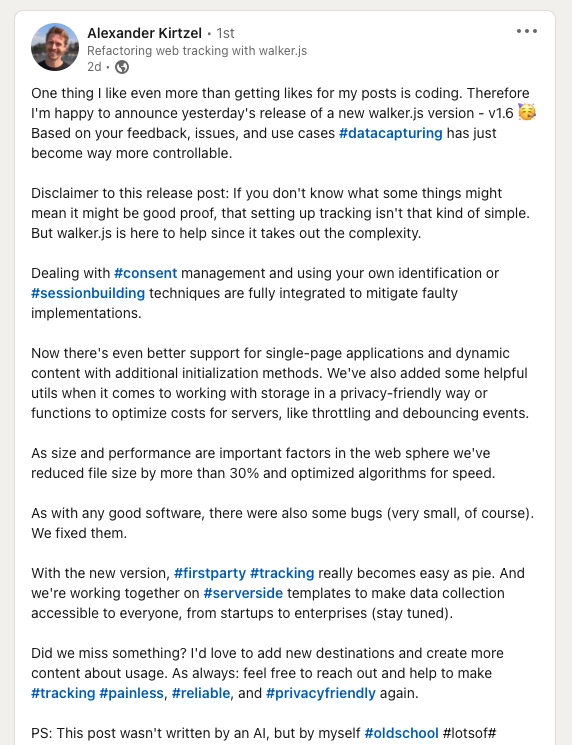 Alexander Kirtzel • 1st
Refactoring web tracking with walker.js
2d •
One thing I like even more than getting likes for my posts is coding. Therefore
I'm happy to announce yesterday's release of a new walker.js version - v1.6 🥳
Based on your feedback, issues, and use cases #datacapturing has just
become way more controllable.
Disclaimer to this release post: If you don't know what some things might
mean it might be good proof, that setting up tracking isn't that kind of simple.
But walker.js is here to help since it takes out the complexity.
Dealing with #consent management and using your own identification or
#sessionbuilding techniques are fully integrated to mitigate faulty
implementations.
Now there's even better support for single-page applications and dynamic
content with additional initialization methods. We've also added some helpful
utils when it comes to working with storage in a privacy-friendly way or
functions to optimize costs for servers, like throttling and debouncing events.
As size and performance are important factors in the web sphere we've
reduced file size by more than 30% and optimized algorithms for speed.
As with any good software, there were also some bugs (very small, of course).
We fixed them.
With the new version, #firstparty #tracking really becomes easy as pie. And
we're working together on #serverside templates to make data collection
accessible to everyone, from startups to enterprises (stay tuned).
Did we miss something? I'd love to add new destinations and create more
content about usage. As always: feel free to reach out and help to make
#tracking #painless, #reliable, and #privacyfriendly again.
PS: This post wasn't written by an AI, but by myself #oldschool #lotsof#